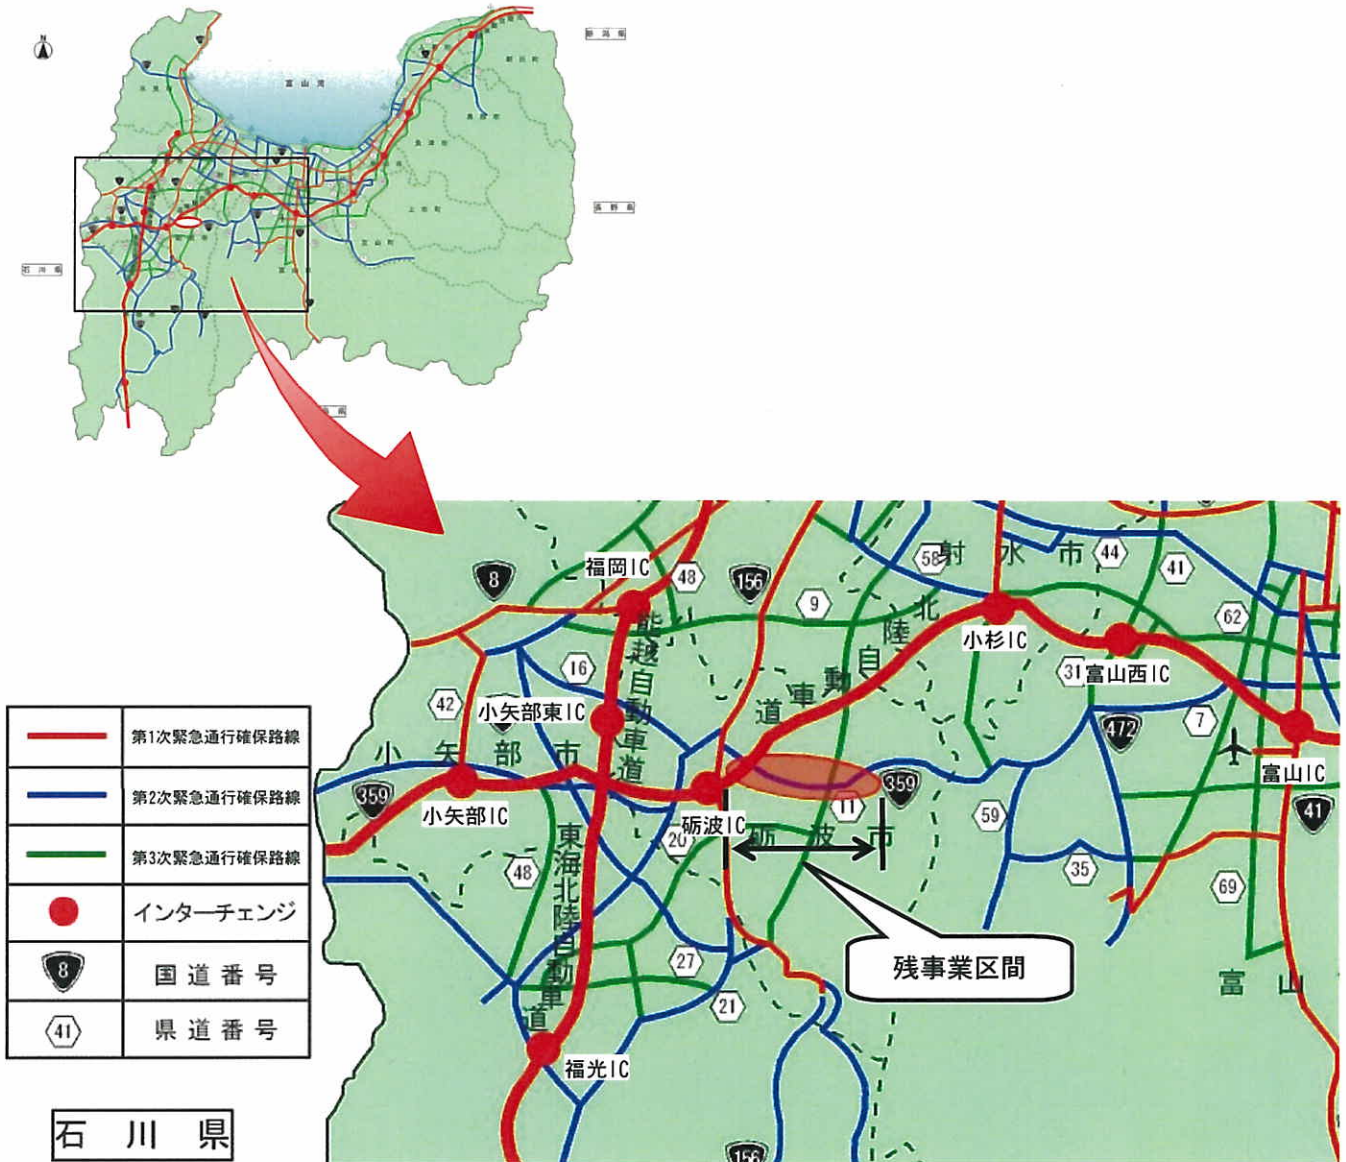 N
新潟県
富山湾
長野県
石川県
上市町
立山町
8
福岡IC
48
156
9
58
射水市
44
41
62
小杉IC
31
富山西IC
16
42
小矢部東IC
能越自動車道
北陸自動車道
472
7
富山IC
41
小矢部市
359
小矢部IC
砺波IC
11
359
砺波市
20
59
35
69
48
東海北陸自動車道
27
21
残事業区間
富山
福光IC
156
第1次緊急通行確保路線
第2次緊急通行確保路線
第3次緊急通行確保路線
インターチェンジ
8
国道番号
41
県道番号
石川県